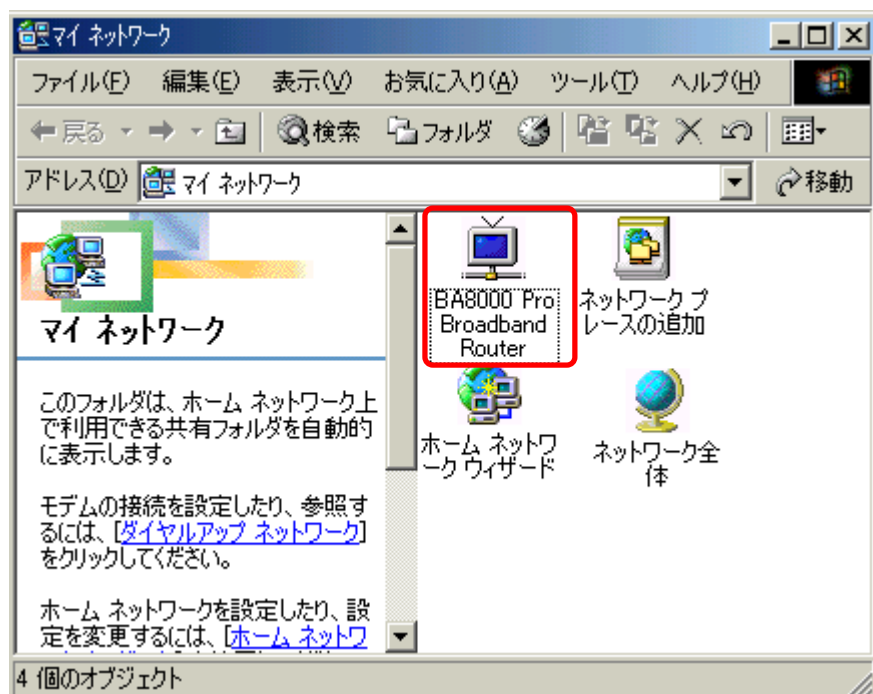 マイ ネットワーク
ファイル(F) 編集(E) 表示(V) お気に入り(A) ツール(T) ヘルプ(H)
戻る 検索 フォルダ
アドレス(D) マイ ネットワーク 移動
マイ ネットワーク
このフォルダは、ホーム ネットワーク上
で利用できる共有フォルダを自動的
に表示します。
モデムの接続を設定したり、参照す
るには、[ダイヤルアップ ネットワーク]
をクリックしてください。
ホーム ネットワークを設定したり、設
定を変更するには、[ホーム ネットワ
BA8000 Pro
Broadband
Router
ネットワーク プ
レースの追加
ホーム ネットワ
ーク ウィザード
ネットワーク全
体
4 個のオブジェクト